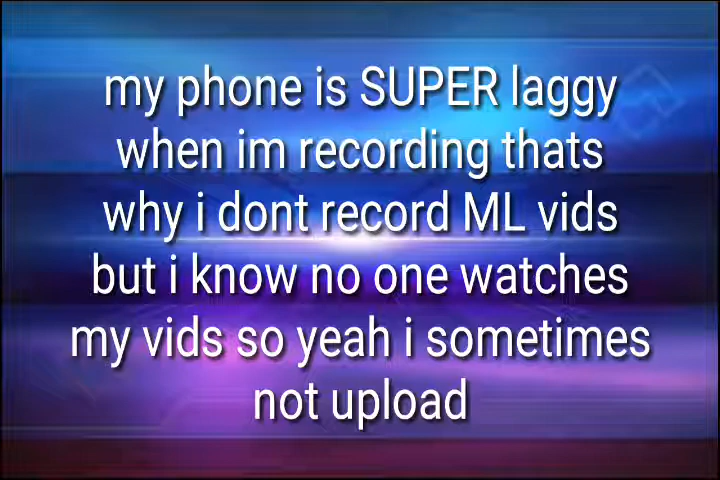 my phone is SUPER laggy
when im recording thats
why i dont record ML vids
but i know no one watches
my vids so yeah i sometimes
not upload